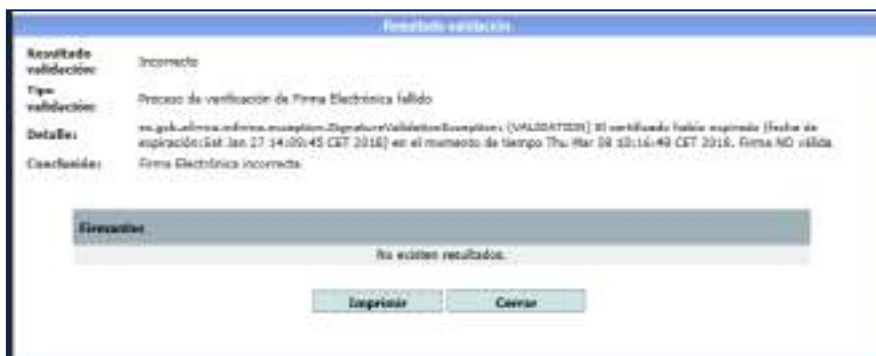 Resultado validación
Resultado validación: Incorrecto
Tipo validación: Proceso de verificación de Firma Electrónica fallido
Detalle: es.gob.afirma.afirma.exception.SignatureValidationException: [VALIDATION] El certificado había expirado (fecha de
expiración:Sat Jan 27 14:09:45 CET 2018) en el momento de tiempo Thu Mar 08 10:16:49 CET 2018. Firma NO válida
Conclusión: Firma Electrónica incorrecta
Firmantes
No existen resultados.
Imprimir Cerrar